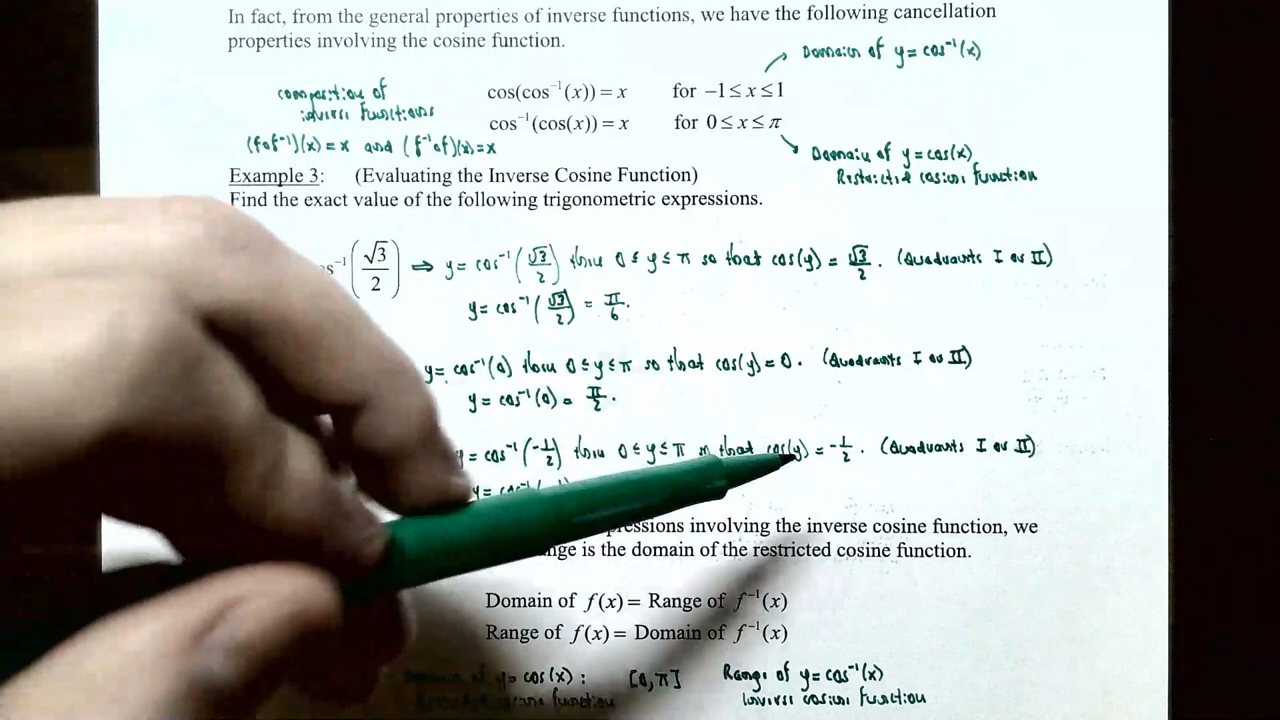 In fact, from the general properties of inverse functions, we have the following cancellation
properties involving the cosine function.
Domain of y = cos⁻¹(x)
composition of
inverse functions
cos(cos⁻¹(x)) = x for −1 ≤ x ≤ 1
cos⁻¹(cos(x)) = x for 0 ≤ x ≤ π
(f∘f⁻¹)(x) = x and (f⁻¹∘f)(x) = x
Domain of y = cos(x)
Restricted cosine function
Example 3: (Evaluating the Inverse Cosine Function)
Find the exact value of the following trigonometric expressions.
s⁻¹(√3/2) ⇒ y = cos⁻¹(√3/2) then 0 ≤ y ≤ π so that cos(y) = √3/2. (Quadrants I or II)
y = cos⁻¹(√3/2) = π/6.
y = cos⁻¹(0) then 0 ≤ y ≤ π so that cos(y) = 0. (Quadrants I or II)
y = cos⁻¹(0) = π/2.
y = cos⁻¹(-1/2) then 0 ≤ y ≤ π so that cos(y) = -1/2. (Quadrants I or II)
y = cos⁻¹(
involving the inverse cosine function, we
is the domain of the restricted cosine function.
Domain of f(x) = Range of f⁻¹(x)
Range of f(x) = Domain of f⁻¹(x)
of y = cos(x): [0, π] Range of y = cos⁻¹(x)
function Inverse cosine function